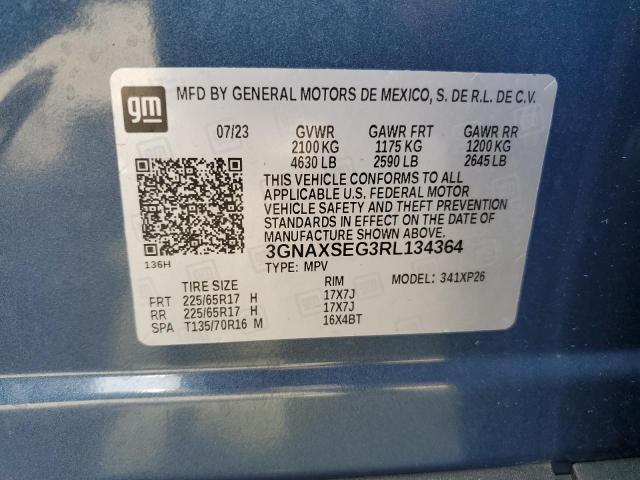 gm
MFD BY GENERAL MOTORS DE MEXICO, S. DE R.L. DE C.V.
07/23 GVWR GAWR FRT GAWR RR
2100 KG 1175 KG 1200 KG
4630 LB 2590 LB 2645 LB
THIS VEHICLE CONFORMS TO ALL
APPLICABLE U.S. FEDERAL MOTOR
VEHICLE SAFETY AND THEFT PREVENTION
STANDARDS IN EFFECT ON THE DATE OF
MANUFACTURE SHOWN ABOVE.
136H
3GNAXSEG3RL134364
TYPE: MPV MODEL: 341XP26
TIRE SIZE RIM
FRT 225/65R17 H 17X7J
RR 225/65R17 H 17X7J
SPA T135/70R16 M 16X4BT